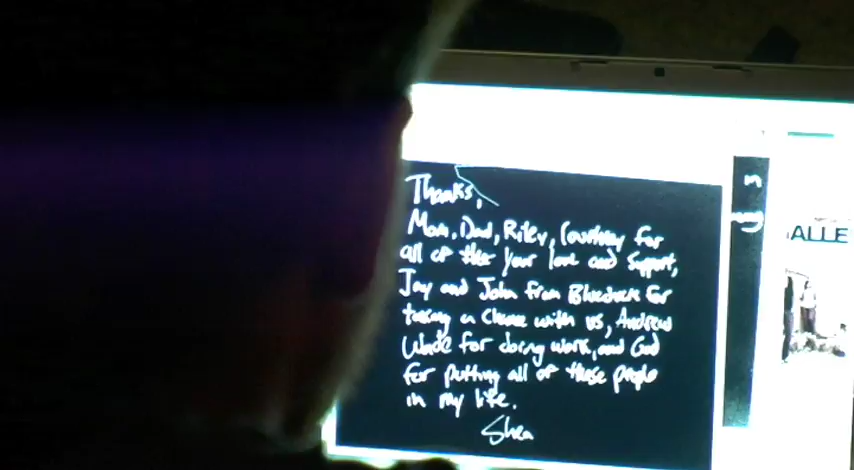 Thanks,
Mom, Dad, Riley, Courtney for
all of the your love and support,
Jay and John from Blueduck for
taking a chance with us, Andrew
Wade for doing work, and God
for putting all of these people
in my life.
Shea
ALLE